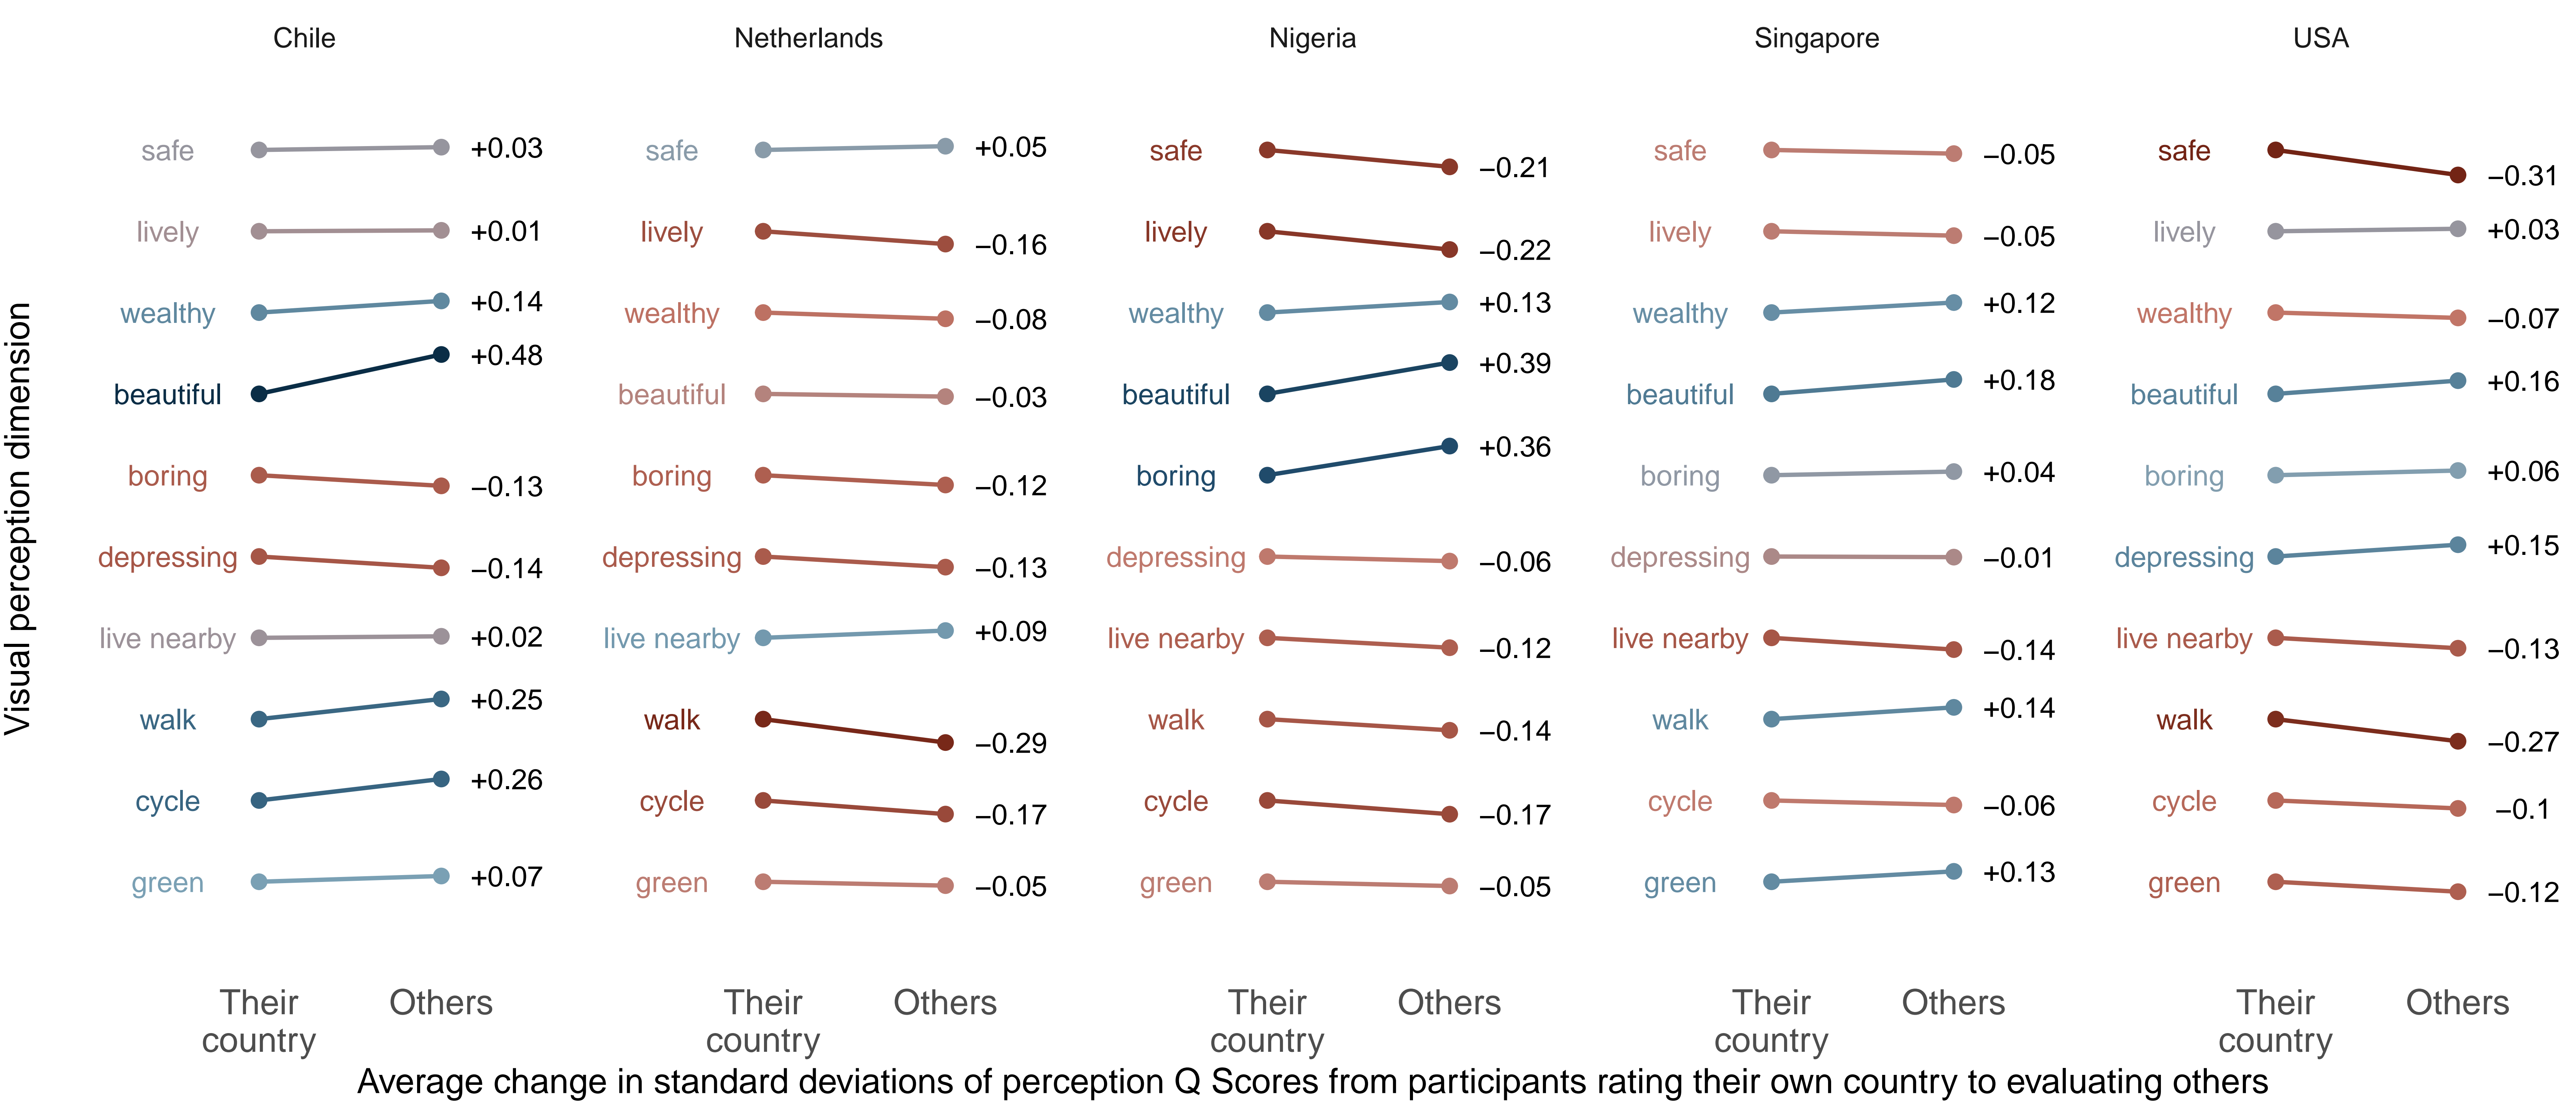 Chile Netherlands Nigeria Singapore USA
safe +0.03 safe +0.05 safe −0.21 safe −0.05 safe −0.31
lively +0.01 lively −0.16 lively −0.22 lively −0.05 lively +0.03
wealthy +0.14 wealthy −0.08 wealthy +0.13 wealthy +0.12 wealthy −0.07
beautiful +0.48 beautiful −0.03 beautiful +0.39 beautiful +0.18 beautiful +0.16
boring −0.13 boring −0.12 boring +0.36 boring +0.04 boring +0.06
depressing −0.14 depressing −0.13 depressing −0.06 depressing −0.01 depressing +0.15
live nearby +0.02 live nearby +0.09 live nearby −0.12 live nearby −0.14 live nearby −0.13
walk +0.25 walk −0.29 walk −0.14 walk +0.14 walk −0.27
cycle +0.26 cycle −0.17 cycle −0.17 cycle −0.06 cycle −0.1
green +0.07 green −0.05 green −0.05 green +0.13 green −0.12
Visual perception dimension
Their Others Their Others Their Others Their Others Their Others
country country country country country
Average change in standard deviations of perception Q Scores from participants rating their own country to evaluating others